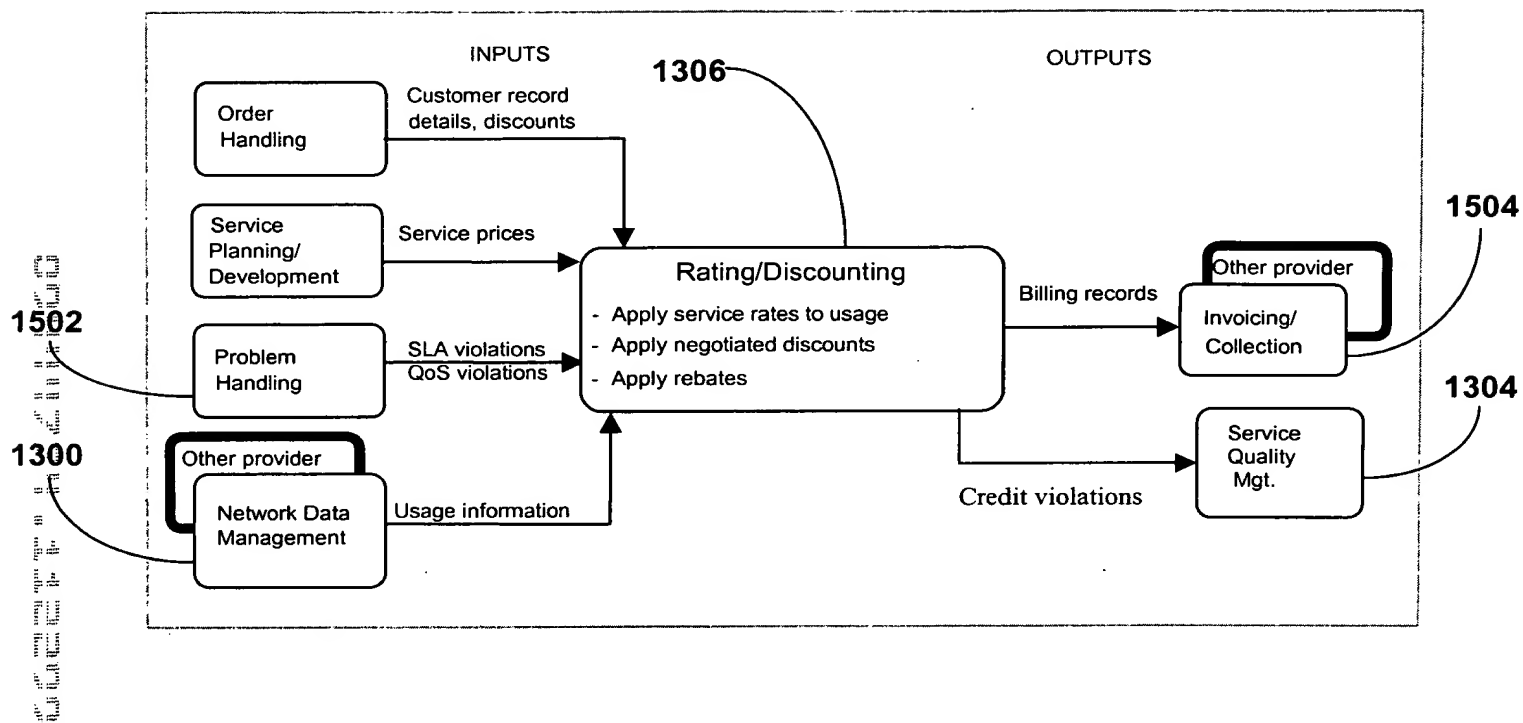 INPUTS
OUTPUTS
1306
Order
Handling
Customer record
details, discounts
Service
Planning/
Development
Service prices
1502
Problem
Handling
SLA violations
QoS violations
1300
Other provider
Network Data
Management
Usage information
Rating/Discounting
- Apply service rates to usage
- Apply negotiated discounts
- Apply rebates
Billing records
1504
Other provider
Invoicing/
Collection
1304
Service
Quality
Mgt.
Credit violations